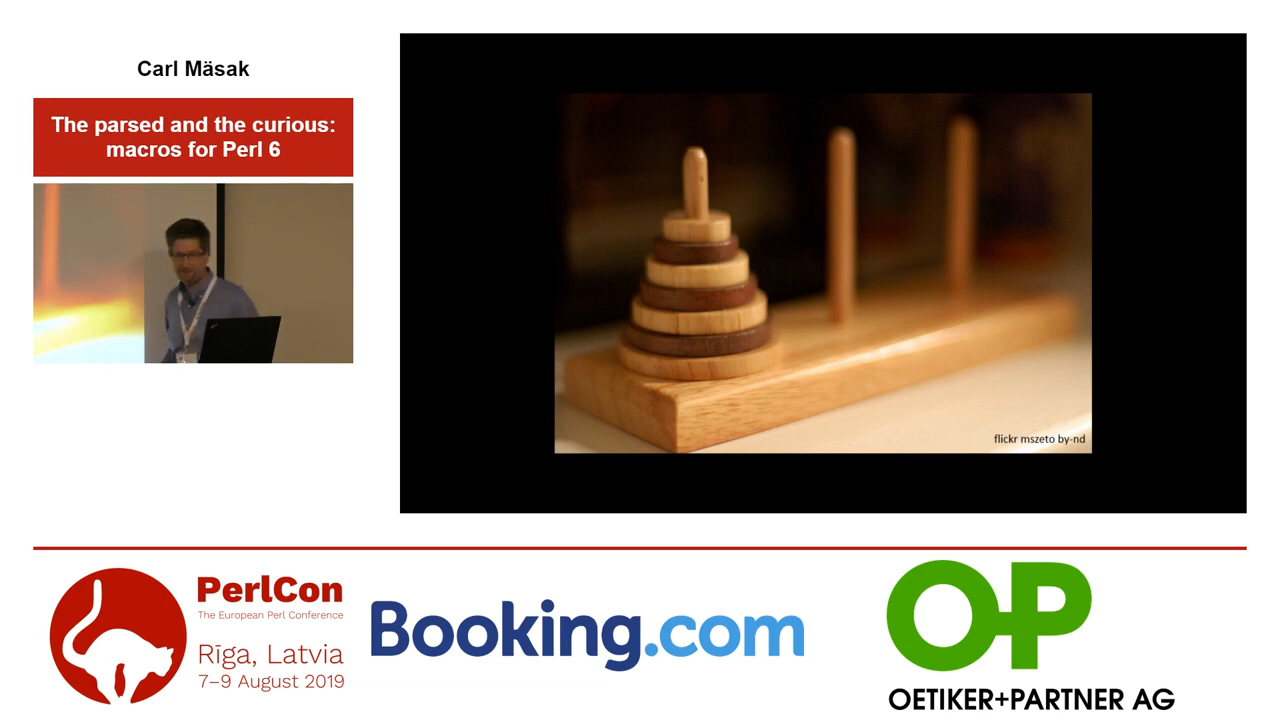 Carl Mäsak
The parsed and the curious:
macros for Perl 6
flickr mszeto by-nd
PerlCon
The European Perl Conference
Rīga, Latvia
7–9 August 2019
Booking.com
O+P
OETIKER+PARTNER AG